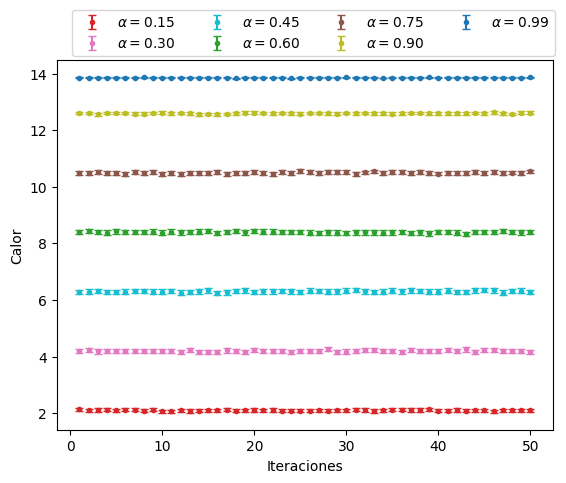 α = 0.15 α = 0.45 α = 0.75 α = 0.99
α = 0.30 α = 0.60 α = 0.90
14
12
10
8
6
4
2
Calor
0 10 20 30 40 50
Iteraciones